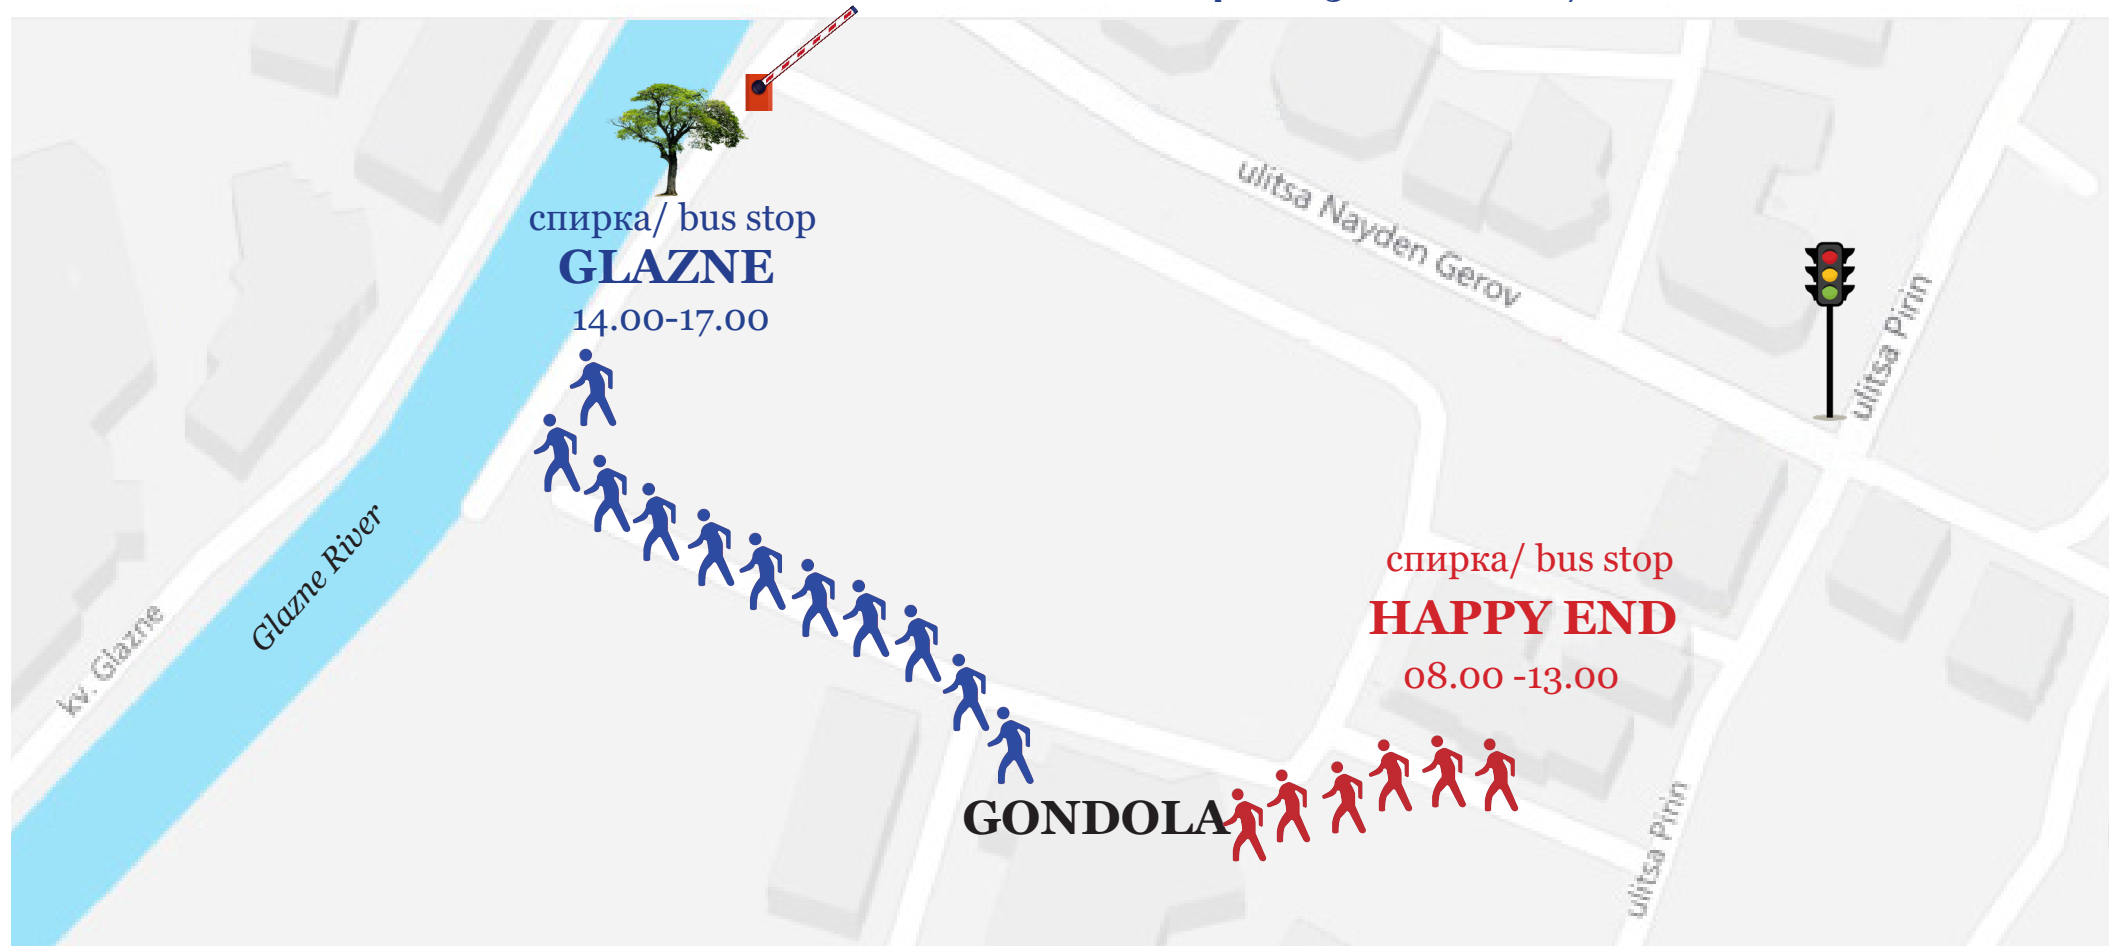 спирка/ bus stop
GLAZNE
14.00-17.00
ulitsa Nayden Gerov
ulitsa Pirin
Glazne River
kv. Glazne
спирка/ bus stop
HAPPY END
08.00 -13.00
GONDOLA
ulitsa Pirin